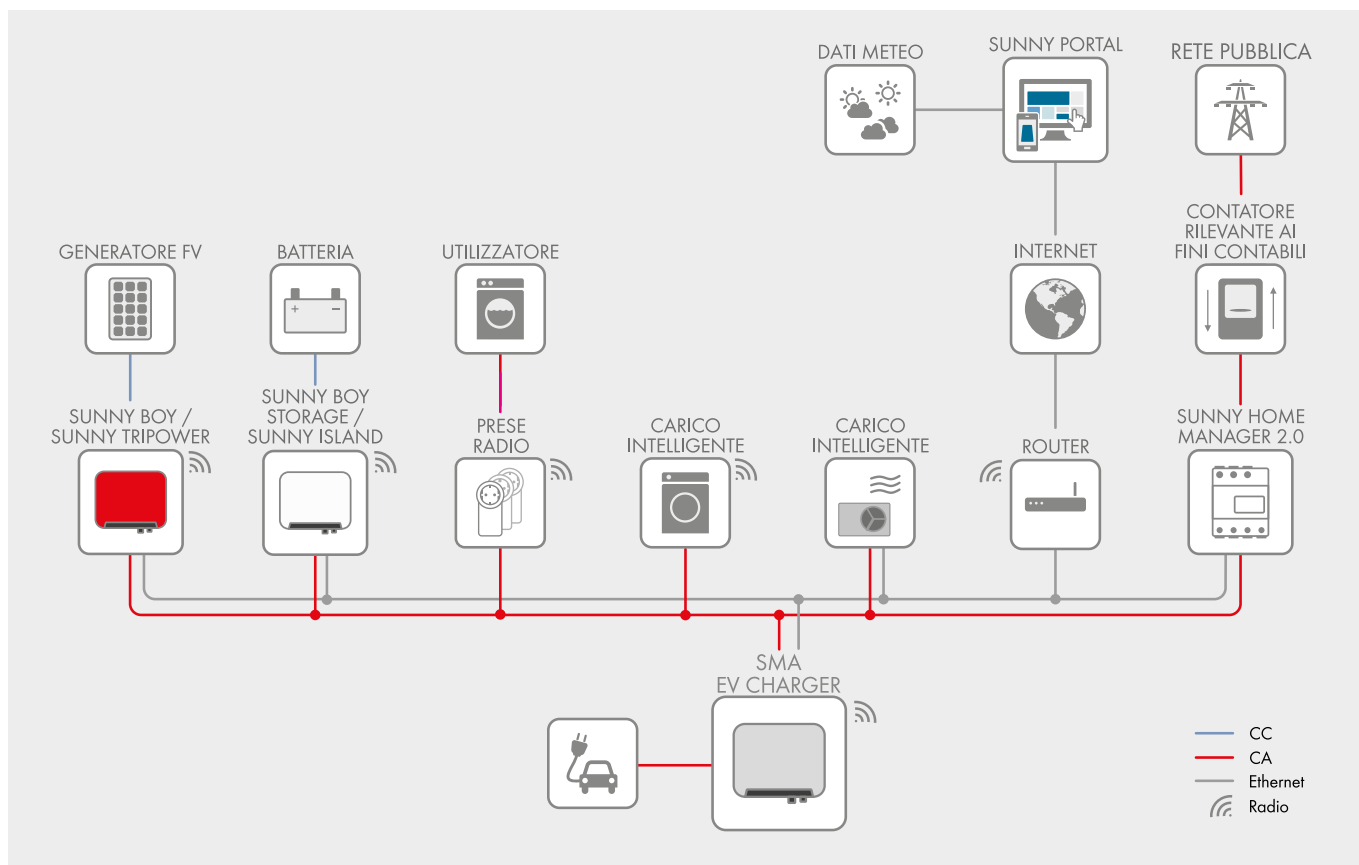 DATI METEO
SUNNY PORTAL
RETE PUBBLICA
CONTATORE
RILEVANTE AI
FINI CONTABILI
GENERATORE FV
BATTERIA
+ −
UTILIZZATORE
INTERNET
SUNNY BOY /
SUNNY TRIPOWER
SUNNY BOY
STORAGE /
SUNNY ISLAND
PRESE
RADIO
CARICO
INTELLIGENTE
CARICO
INTELLIGENTE
ROUTER
SUNNY HOME
MANAGER 2.0
SMA
EV CHARGER
CC
CA
Ethernet
Radio